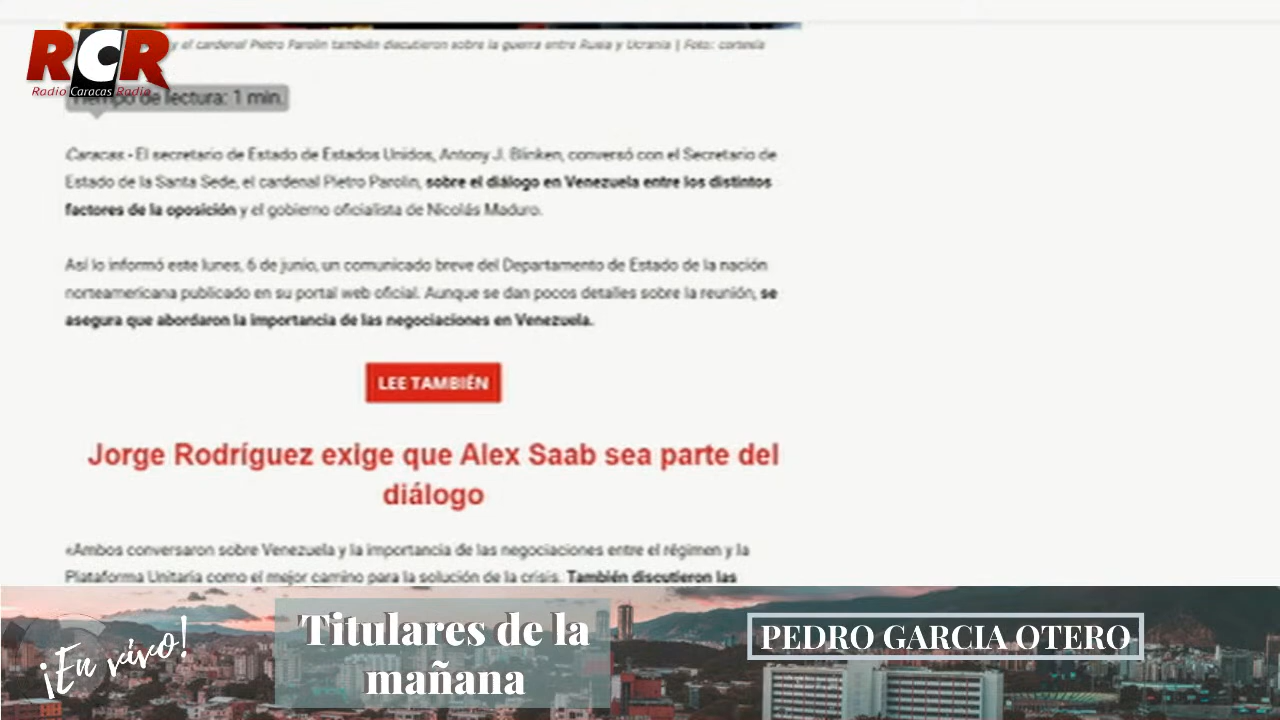 RCR
Radio Caracas Radio
y el cardenal Pietro Parolin también discutieron sobre la guerra entre Rusia y Ucrania | Foto: cortesía
Tiempo de lectura: 1 min.
Caracas - El secretario de Estado de Estados Unidos, Antony J. Blinken, conversó con el Secretario de
Estado de la Santa Sede, el cardenal Pietro Parolin, sobre el diálogo en Venezuela entre los distintos
factores de la oposición y el gobierno oficialista de Nicolás Maduro.
Así lo informó este lunes, 6 de junio, un comunicado breve del Departamento de Estado de la nación
norteamericana publicado en su portal web oficial. Aunque se dan pocos detalles sobre la reunión, se
asegura que abordaron la importancia de las negociaciones en Venezuela.
LEE TAMBIÉN
Jorge Rodríguez exige que Alex Saab sea parte del
diálogo
«Ambos conversaron sobre Venezuela y la importancia de las negociaciones entre el régimen y la
Plataforma Unitaria como el mejor camino para la solución de la crisis. También discutieron las
¡En vivo!
Titulares de la
mañana
PEDRO GARCIA OTERO